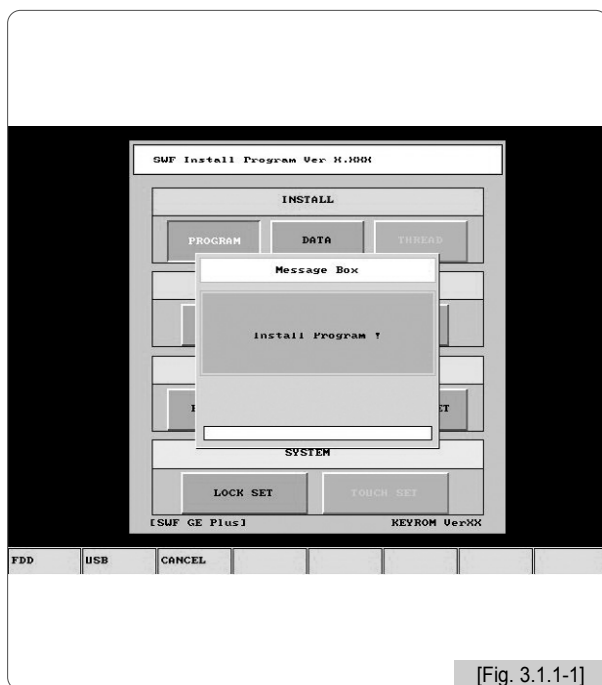 SWF Install Program Ver X.XXX
INSTALL
PROGRAM DATA THREAD
Message Box
Install Program ?
SYSTEM
LOCK SET TOUCH SET
[SWF GE Plus] KEYROM VerXX
FDD USB CANCEL
[Fig. 3.1.1-1]